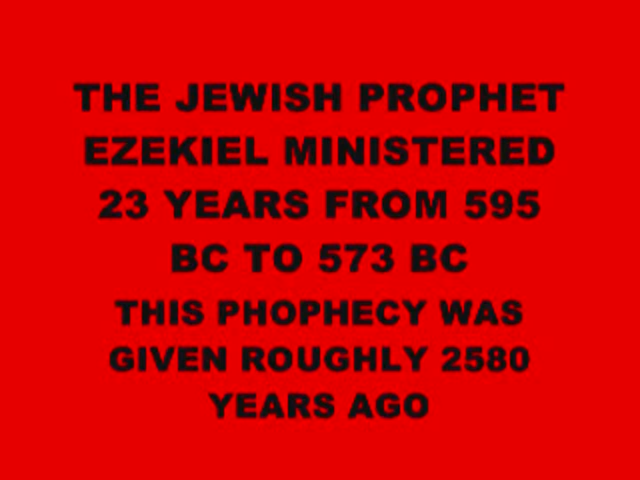 THE JEWISH PROPHET
EZEKIEL MINISTERED
23 YEARS FROM 595
BC TO 573 BC
THIS PHOPHECY WAS
GIVEN ROUGHLY 2580
YEARS AGO